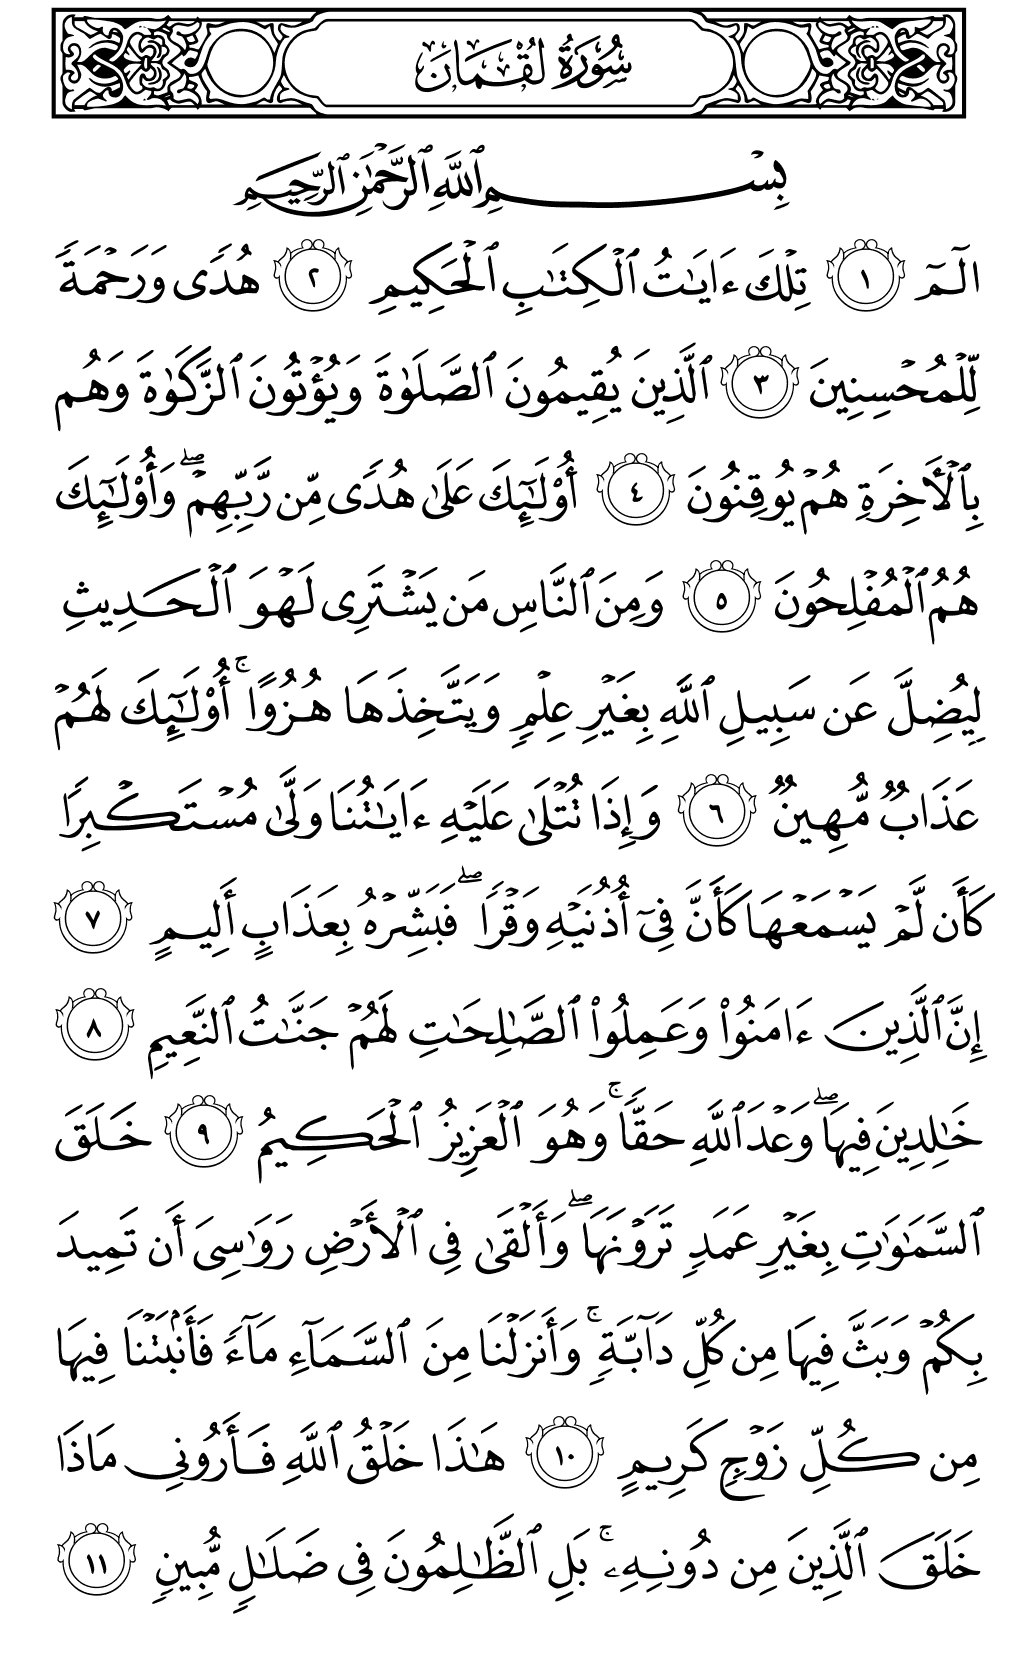 سُورَةُ لُقْمَانَ
بِسْمِ ٱللَّهِ ٱلرَّحْمَٰنِ ٱلرَّحِيمِ
الٓمٓ ١ تِلْكَ ءَايَٰتُ ٱلْكِتَٰبِ ٱلْحَكِيمِ ٢ هُدًى وَرَحْمَةً
لِّلْمُحْسِنِينَ ٣ ٱلَّذِينَ يُقِيمُونَ ٱلصَّلَوٰةَ وَيُؤْتُونَ ٱلزَّكَوٰةَ وَهُم
بِٱلْأَخِرَةِ هُمْ يُوقِنُونَ ٤ أُوْلَٰٓئِكَ عَلَىٰ هُدًى مِّن رَّبِّهِمْۖ وَأُوْلَٰٓئِكَ
هُمُ ٱلْمُفْلِحُونَ ٥ وَمِنَ ٱلنَّاسِ مَن يَشْتَرِى لَهْوَ ٱلْحَدِيثِ
لِيُضِلَّ عَن سَبِيلِ ٱللَّهِ بِغَيْرِ عِلْمٍ وَيَتَّخِذَهَا هُزُوًاۚ أُوْلَٰٓئِكَ لَهُمْ
عَذَابٌ مُّهِينٌ ٦ وَإِذَا تُتْلَىٰ عَلَيْهِ ءَايَٰتُنَا وَلَّىٰ مُسْتَكْبِرًا
كَأَن لَّمْ يَسْمَعْهَا كَأَنَّ فِىٓ أُذُنَيْهِ وَقْرًاۖ فَبَشِّرْهُ بِعَذَابٍ أَلِيمٍ ٧
إِنَّ ٱلَّذِينَ ءَامَنُوا۟ وَعَمِلُوا۟ ٱلصَّٰلِحَٰتِ لَهُمْ جَنَّٰتُ ٱلنَّعِيمِ ٨
خَٰلِدِينَ فِيهَاۖ وَعْدَ ٱللَّهِ حَقًّاۚ وَهُوَ ٱلْعَزِيزُ ٱلْحَكِيمُ ٩ خَلَقَ
ٱلسَّمَٰوَٰتِ بِغَيْرِ عَمَدٍ تَرَوْنَهَاۖ وَأَلْقَىٰ فِى ٱلْأَرْضِ رَوَٰسِىَ أَن تَمِيدَ
بِكُمْ وَبَثَّ فِيهَا مِن كُلِّ دَآبَّةٍۚ وَأَنزَلْنَا مِنَ ٱلسَّمَآءِ مَآءً فَأَنۢبَتْنَا فِيهَا
مِن كُلِّ زَوْجٍ كَرِيمٍ ١٠ هَٰذَا خَلْقُ ٱللَّهِ فَأَرُونِى مَاذَا
خَلَقَ ٱلَّذِينَ مِن دُونِهِۦۚ بَلِ ٱلظَّٰلِمُونَ فِى ضَلَٰلٍ مُّبِينٍ ١١